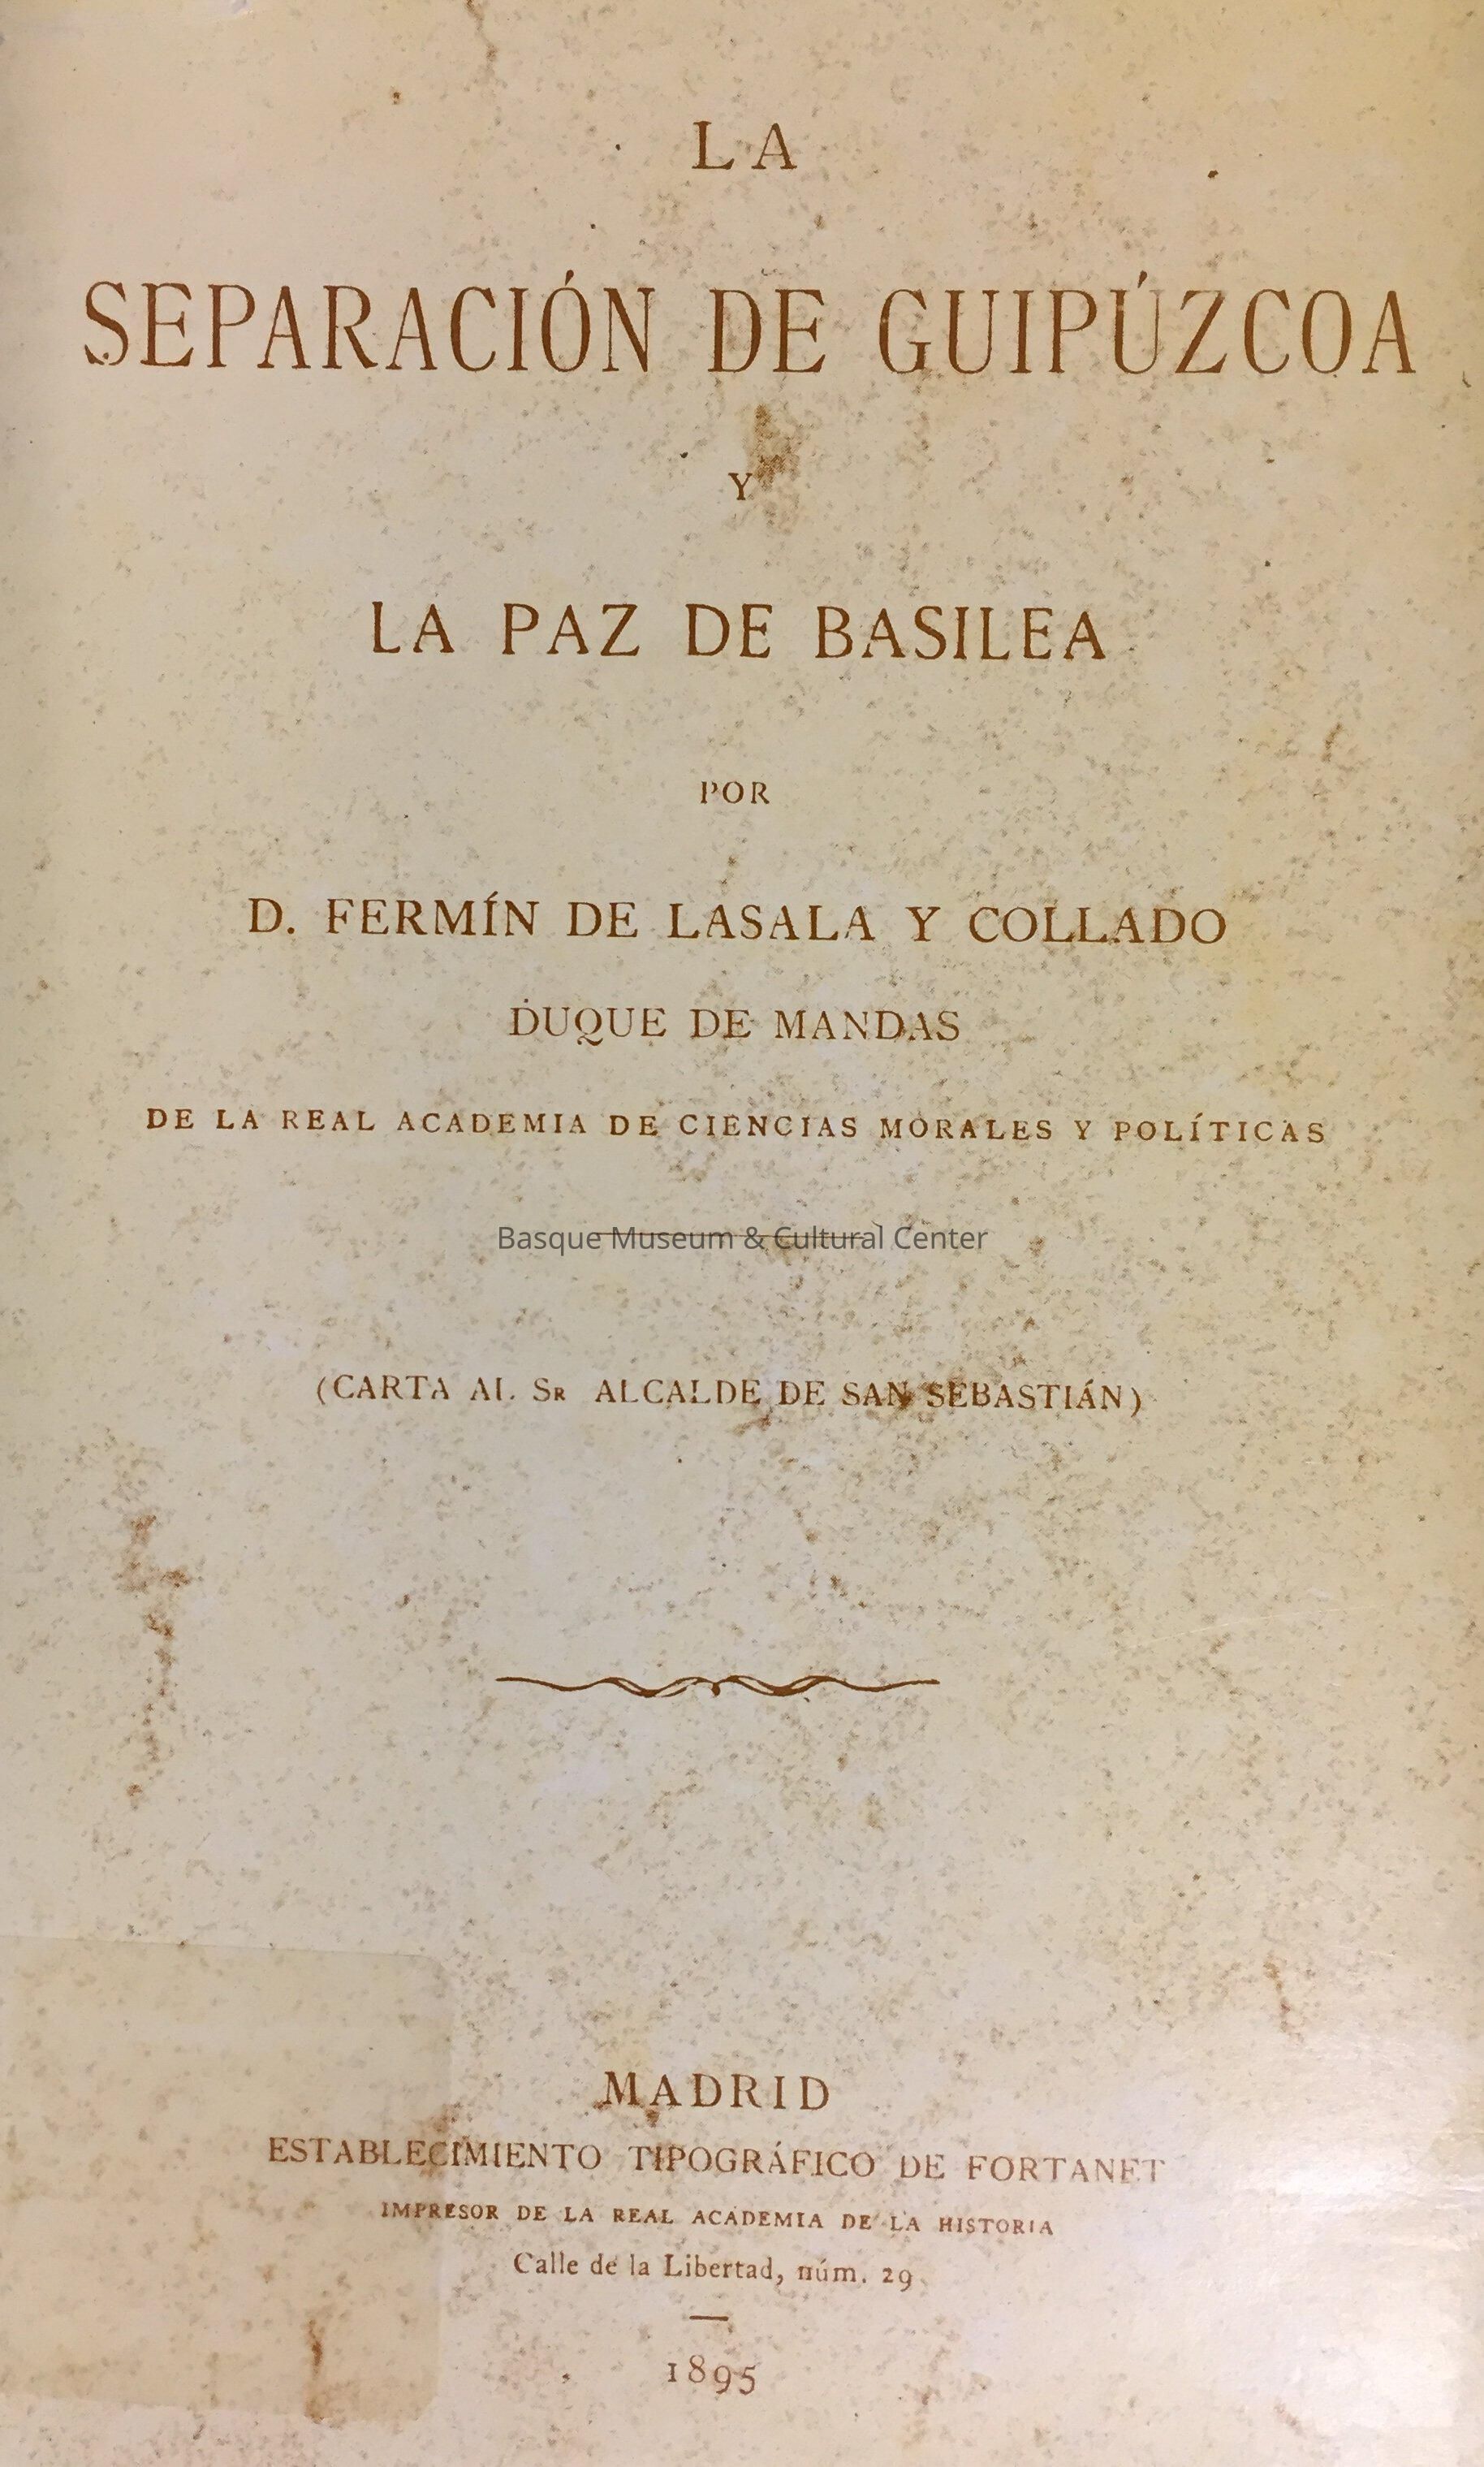 LA
SEPARACIÓN DE GUIPÚZCOA
Y
LA PAZ DE BASILEA
POR
D. FERMÍN DE LASALA Y COLLADO
DUQUE DE MANDAS
DE LA REAL ACADEMIA DE CIENCIAS MORALES Y POLÍTICAS
Basque Museum & Cultural Center
(CARTA AL SR ALCALDE DE SAN SEBASTIÁN)
MADRID
ESTABLECIMIENTO TIPOGRÁFICO DE FORTANET
IMPRESOR DE LA REAL ACADEMIA DE LA HISTORIA
Calle de la Libertad, núm. 29
1895